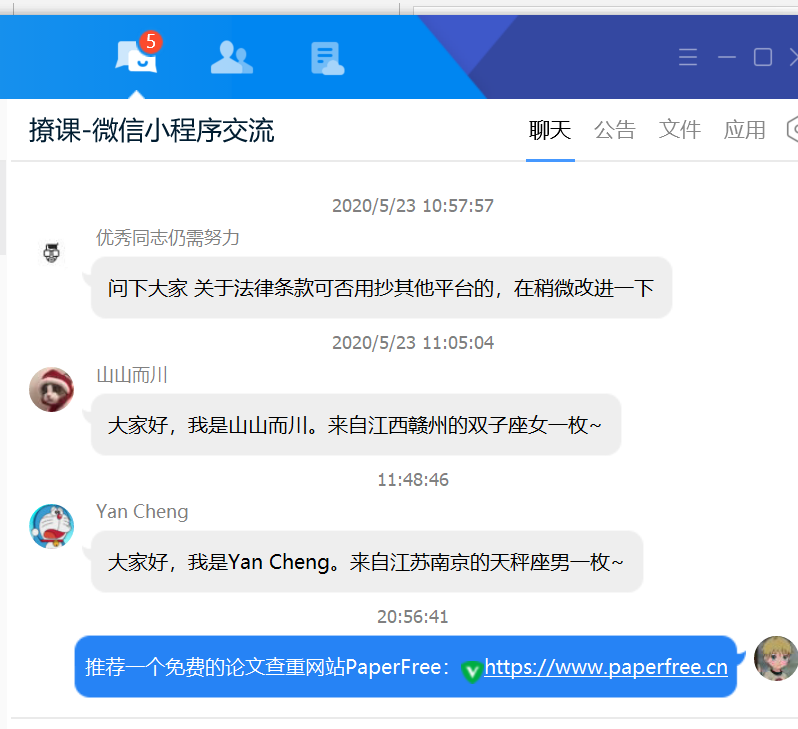 5
撩课-微信小程序交流
聊天 公告 文件 应用
2020/5/23 10:57:57
优秀同志仍需努力
问下大家 关于法律条款可否用抄其他平台的，在稍微改进一下
2020/5/23 11:05:04
山山而川
大家好，我是山山而川。来自江西赣州的双子座女一枚~
11:48:46
Yan Cheng
大家好，我是Yan Cheng。来自江苏南京的天秤座男一枚~
20:56:41
推荐一个免费的论文查重网站PaperFree：https://www.paperfree.cn